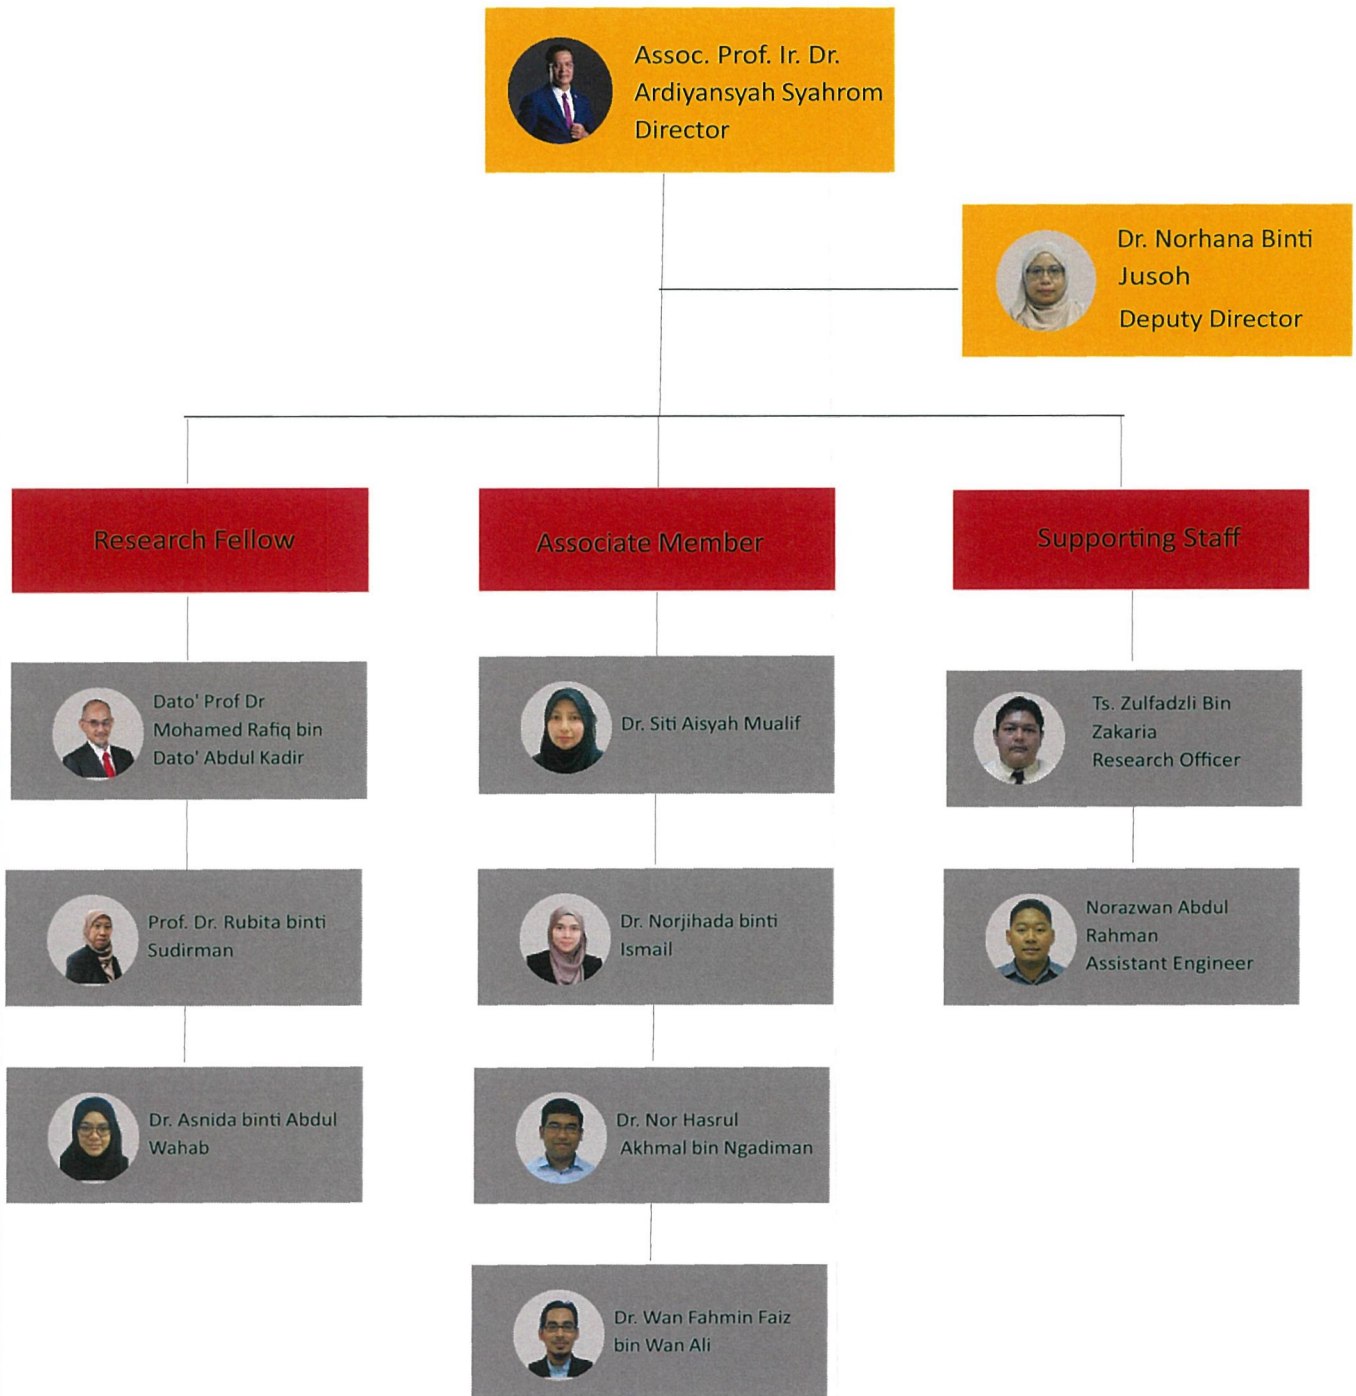 Assoc. Prof. Ir. Dr.
Ardiyansyah Syahrom
Director
Dr. Norhana Binti
Jusoh
Deputy Director
Research Fellow
Associate Member
Supporting Staff
Dato' Prof Dr
Mohamed Rafiq bin
Dato' Abdul Kadir
Dr. Siti Aisyah Mualif
Ts. Zulfadzli Bin
Zakaria
Research Officer
Prof. Dr. Rubita binti
Sudirman
Dr. Norjihada binti
Ismail
Norazwan Abdul
Rahman
Assistant Engineer
Dr. Asnida binti Abdul
Wahab
Dr. Nor Hasrul
Akhmal bin Ngadiman
Dr. Wan Fahmin Faiz
bin Wan Ali